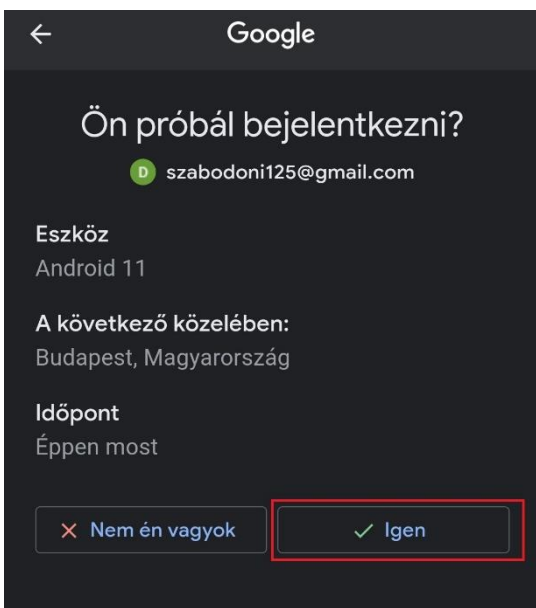 Google
Ön próbál bejelentkezni?
D szabodoni125@gmail.com
Eszköz
Android 11
A következő közelében:
Budapest, Magyarország
Időpont
Éppen most
Nem én vagyok
Igen